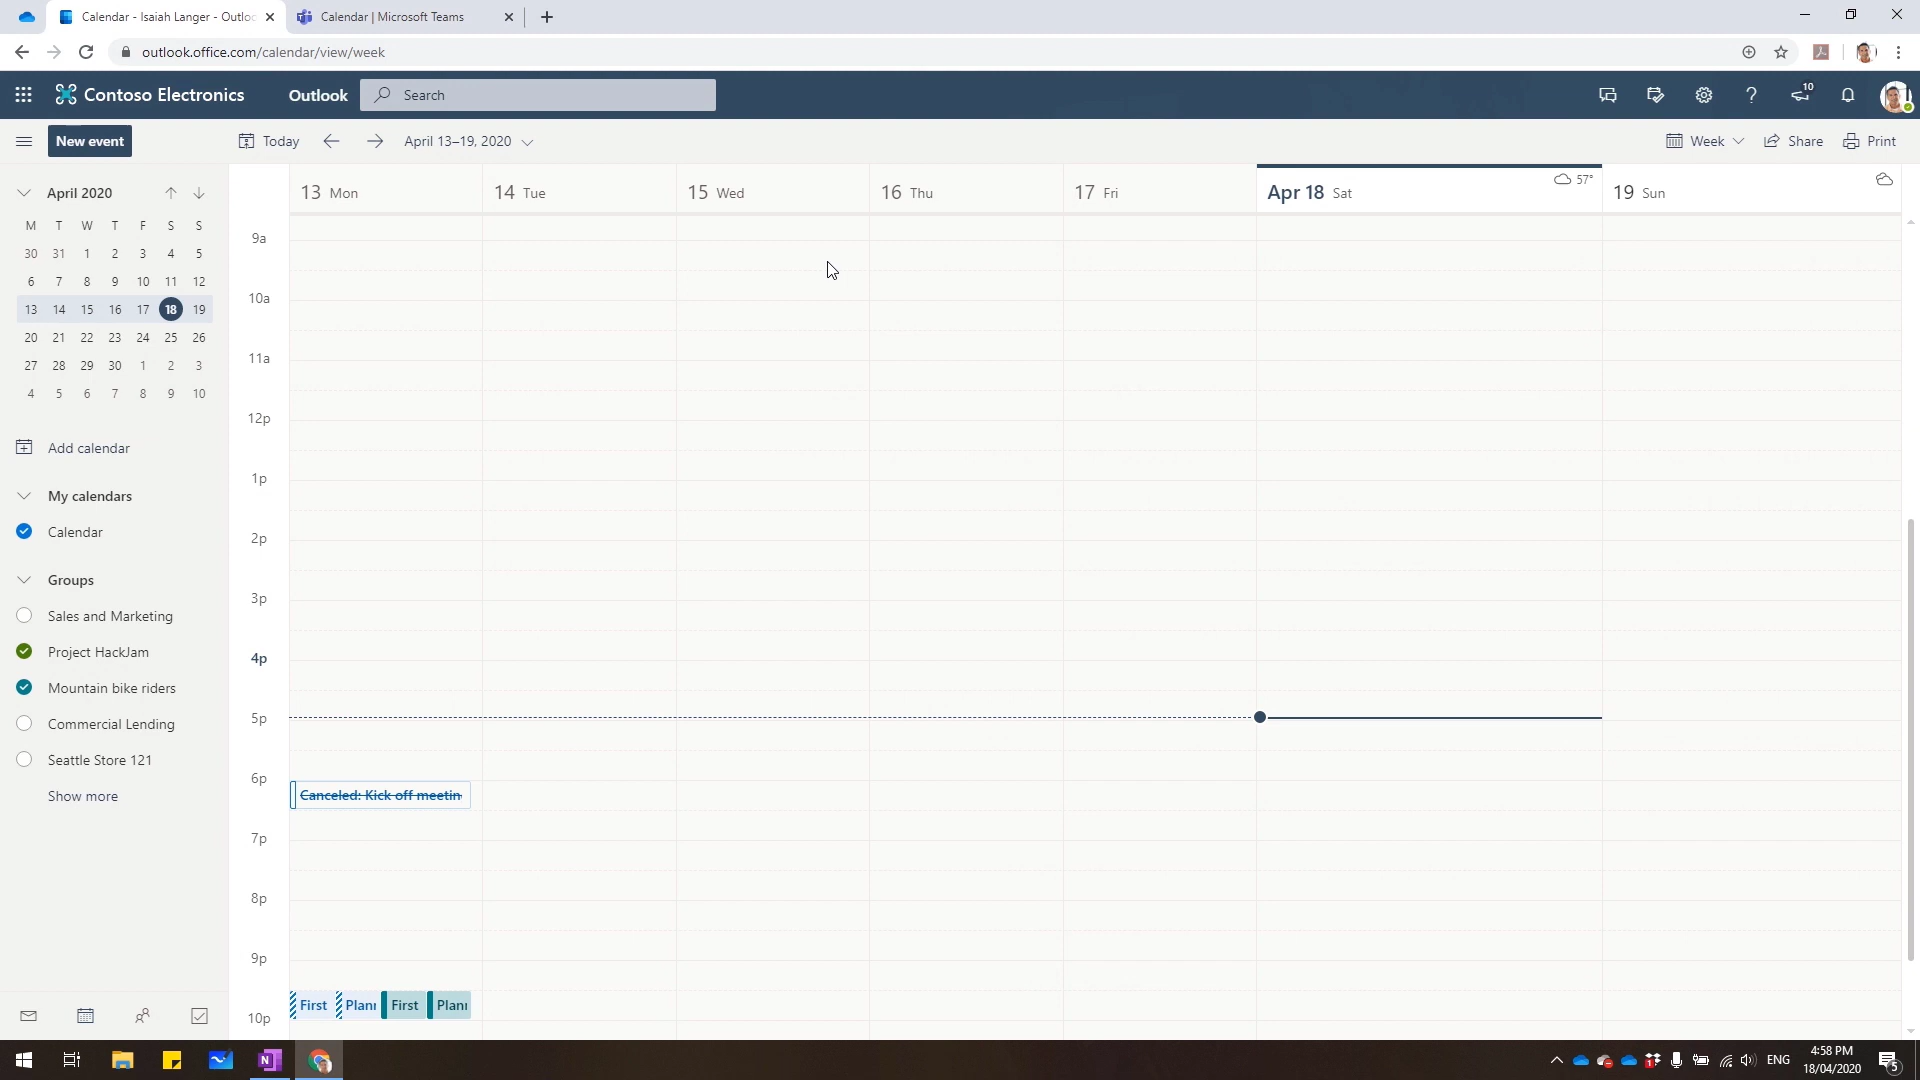 Calendar - Isaiah Langer - Outlo
Calendar | Microsoft Teams
outlook.office.com/calendar/view/week
Contoso Electronics
Outlook
Search
10
New event
Today
April 13–19, 2020
Week
Share
Print
April 2020
M T W T F S S
30 31 1 2 3 4 5
6 7 8 9 10 11 12
13 14 15 16 17 18 19
20 21 22 23 24 25 26
27 28 29 30 1 2 3
4 5 6 7 8 9 10
Add calendar
My calendars
Calendar
Groups
Sales and Marketing
Project HackJam
Mountain bike riders
Commercial Lending
Seattle Store 121
Show more
13 Mon
14 Tue
15 Wed
16 Thu
17 Fri
Apr 18 Sat
57°
19 Sun
9a
10a
11a
12p
1p
2p
3p
4p
5p
6p
Canceled: Kick off meetin
7p
8p
9p
First
Plan
First
Plan
10p
ENG
4:58 PM
18/04/2020
5